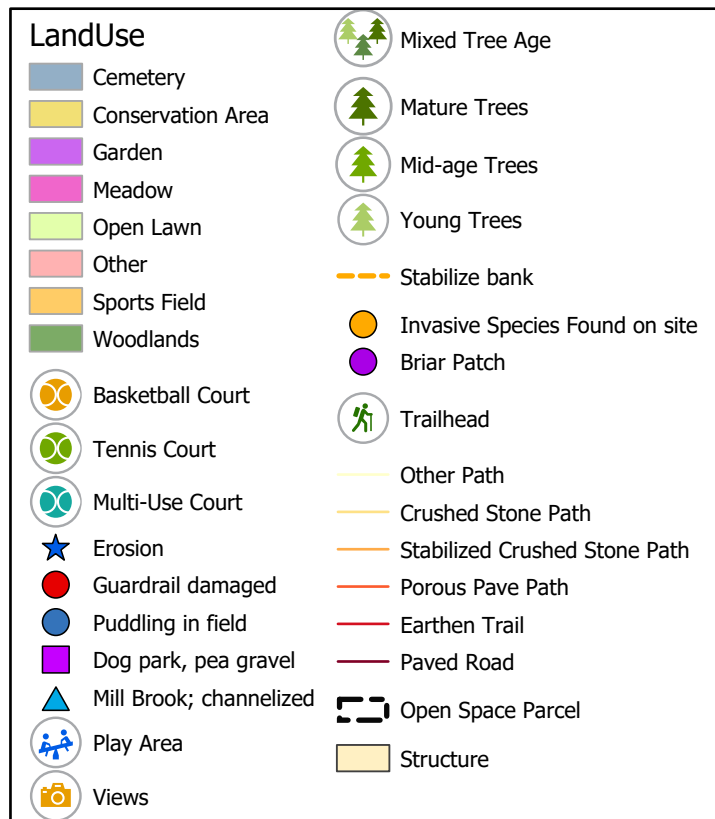 LandUse
Cemetery
Conservation Area
Garden
Meadow
Open Lawn
Other
Sports Field
Woodlands
Basketball Court
Tennis Court
Multi-Use Court
Erosion
Guardrail damaged
Puddling in field
Dog park, pea gravel
Mill Brook; channelized
Play Area
Views
Mixed Tree Age
Mature Trees
Mid-age Trees
Young Trees
Stabilize bank
Invasive Species Found on site
Briar Patch
Trailhead
Other Path
Crushed Stone Path
Stabilized Crushed Stone Path
Porous Pave Path
Earthen Trail
Paved Road
Open Space Parcel
Structure